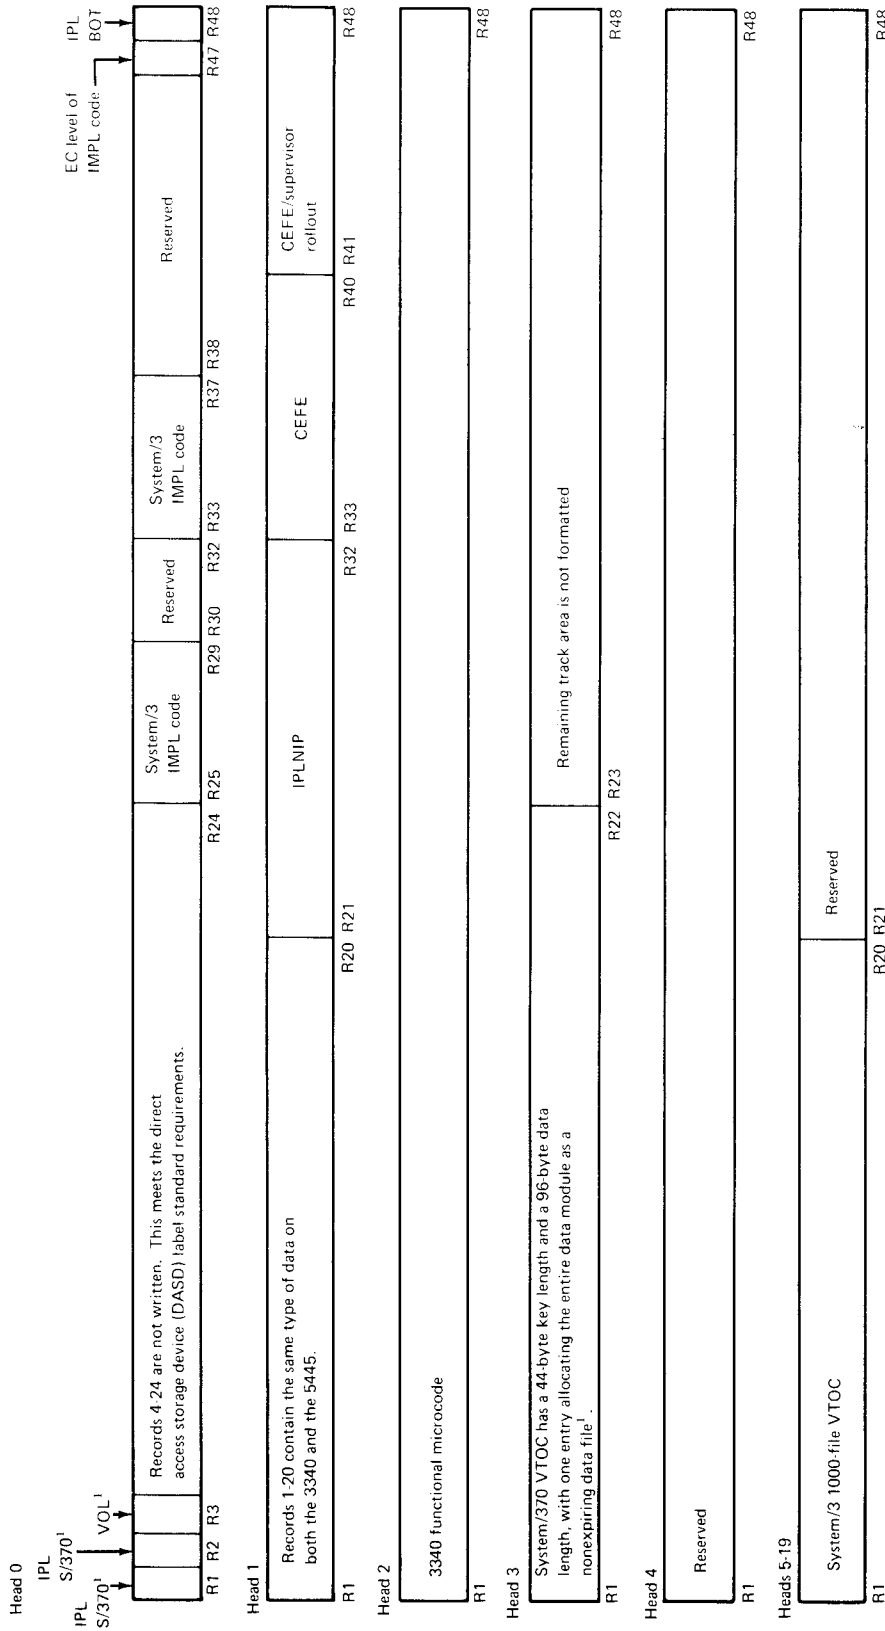 Head 0
IPL
S/370¹
IPL
S/370¹
VOL¹
EC level of
IMPL code
IPL
BOT
Records 4-24 are not written. This meets the direct
access storage device (DASD) label standard requirements.
System/3
IMPL code
Reserved
System/3
IMPL code
Reserved
R1 R2 R3 R24 R25 R29 R30 R32 R33 R37 R38 R47 R48
Head 1
Records 1-20 contain the same type of data on
both the 3340 and the 5445.
IPLNIP
CEFE
CEFE/supervisor
rollout
R1 R20 R21 R32 R33 R40 R41 R48
Head 2
3340 functional microcode
R1 R48
Head 3
System/370 VTOC has a 44-byte key length and a 96-byte data
length, with one entry allocating the entire data module as a
nonexpiring data file¹.
Remaining track area is not formatted
R1 R22 R23 R48
Head 4
Reserved
R1 R48
Heads 5-19
System/3 1000-file VTOC
Reserved
R1 R20 R21 R48